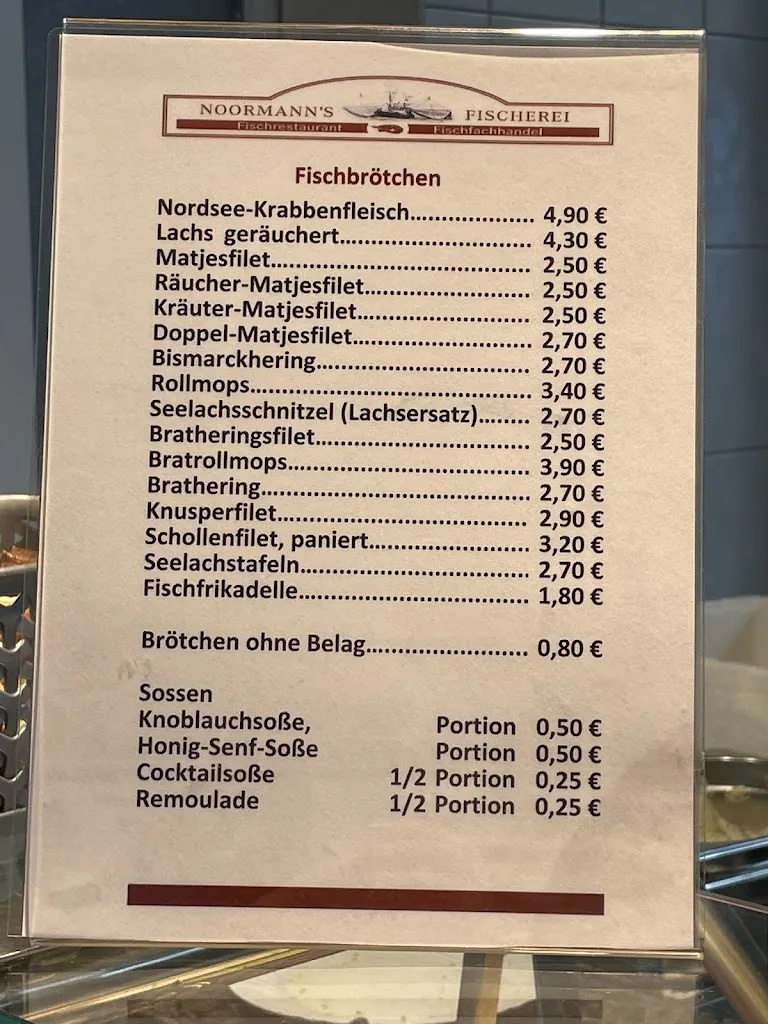 NOORMANN'S FISCHEREI
Fischrestaurant Fischfachhandel
Fischbrötchen
Nordsee-Krabbenfleisch.................. 4,90 €
Lachs geräuchert............................ 4,30 €
Matjesfilet...................................... 2,50 €
Räucher-Matjesfilet........................ 2,50 €
Kräuter-Matjesfilet......................... 2,50 €
Doppel-Matjesfilet.......................... 2,70 €
Bismarckhering............................... 2,70 €
Rollmops......................................... 3,40 €
Seelachsschnitzel (Lachsersatz)....... 2,70 €
Bratheringsfilet............................... 2,50 €
Bratrollmops................................... 3,90 €
Brathering....................................... 2,70 €
Knusperfilet.................................... 2,90 €
Schollenfilet, paniert....................... 3,20 €
Seelachstafeln................................. 2,70 €
Fischfrikadelle................................. 1,80 €
Brötchen ohne Belag....................... 0,80 €
Sossen
Knoblauchsoße, Portion 0,50 €
Honig-Senf-Soße Portion 0,50 €
Cocktailsoße 1/2 Portion 0,25 €
Remoulade 1/2 Portion 0,25 €